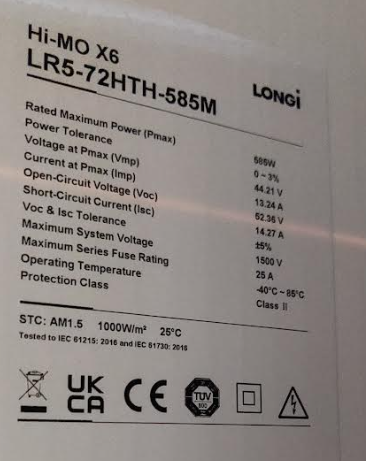 Hi-MO X6
LR5-72HTH-585M
LONGi
Rated Maximum Power (Pmax) 585W
Power Tolerance 0 ~ 3%
Voltage at Pmax (Vmp) 44.21 V
Current at Pmax (Imp) 13.24 A
Open-Circuit Voltage (Voc) 52.36 V
Short-Circuit Current (Isc) 14.27 A
Voc & Isc Tolerance ±5%
Maximum System Voltage 1500 V
Maximum Series Fuse Rating 25 A
Operating Temperature -40°C ~ 85°C
Protection Class Class II
STC: AM1.5 1000W/m² 25°C
Tested to IEC 61215: 2016 and IEC 61730: 2016
UK
CA
CE
TÜV